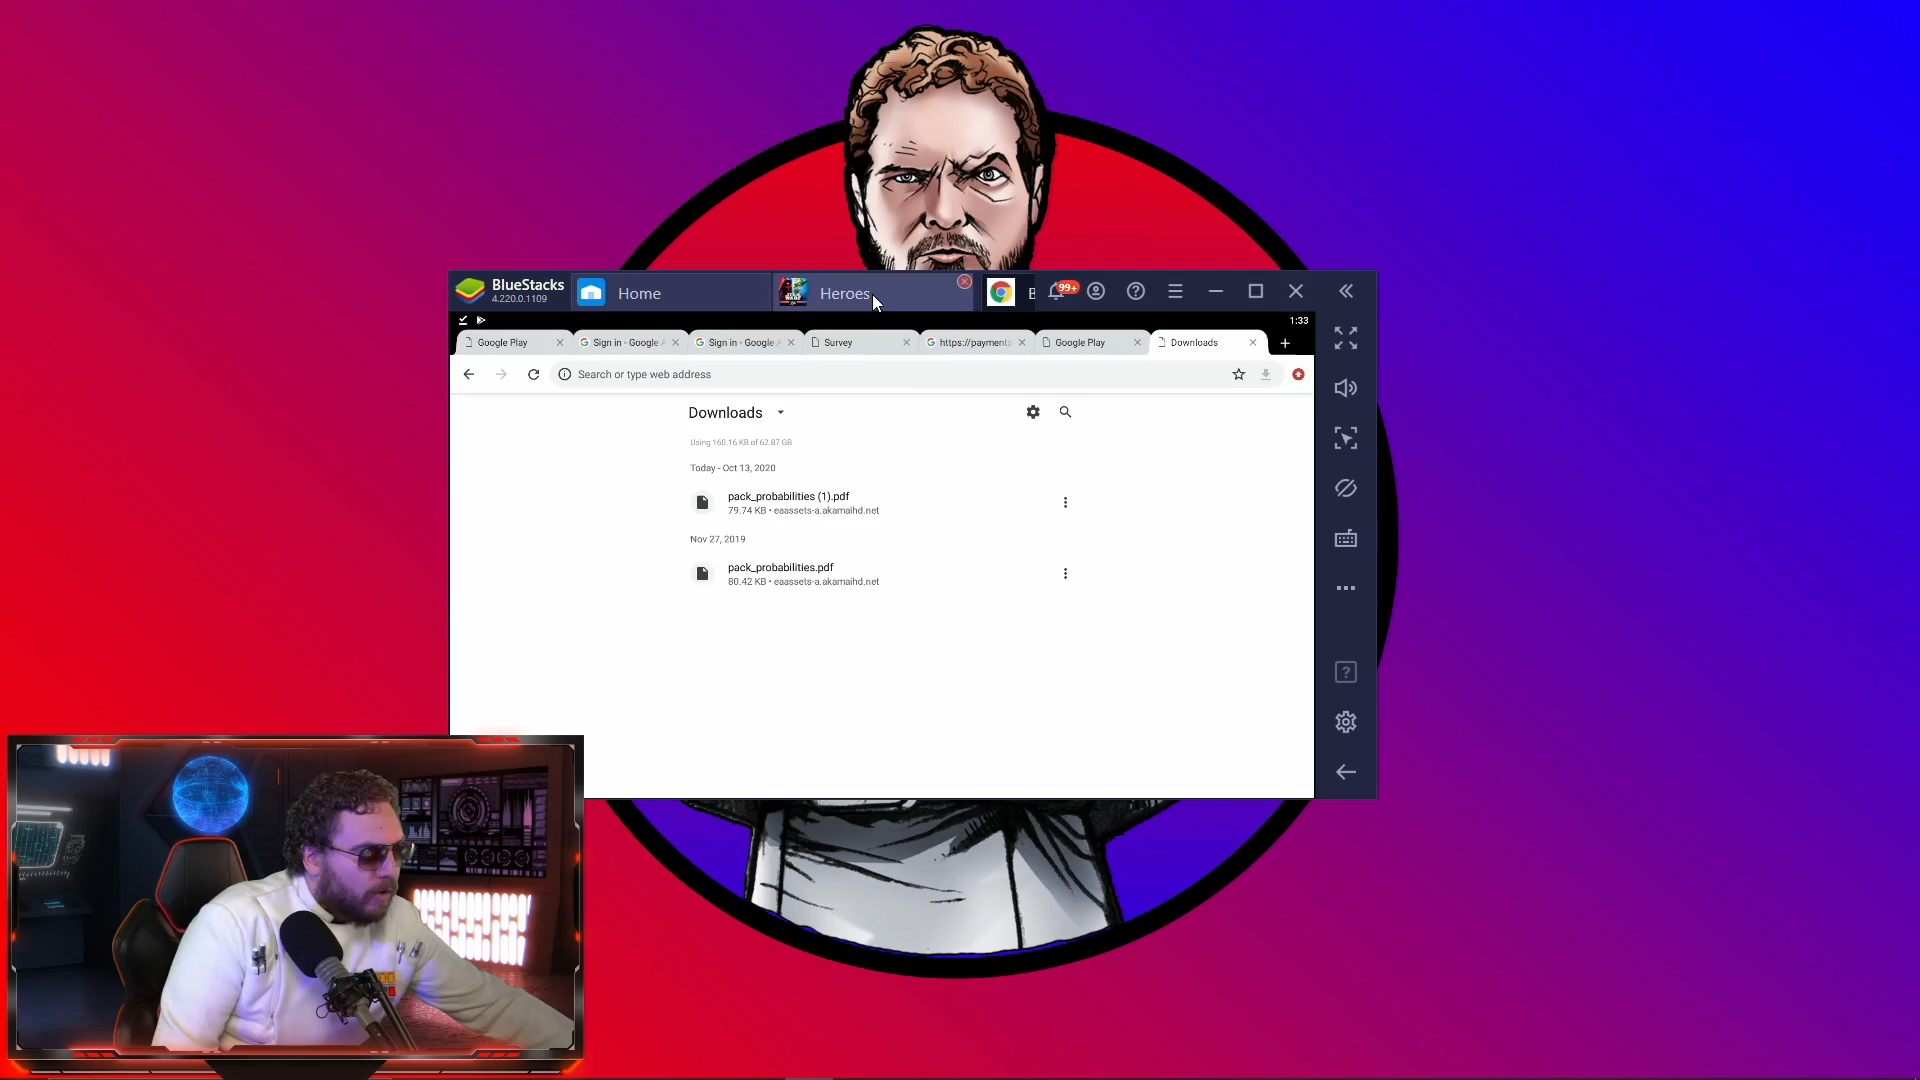 BlueStacks
4.220.0.1109
Home
Heroes
B
99+
1:33
Google Play
Sign in - Google A
Sign in - Google A
Survey
https://payments
Google Play
Downloads
Search or type web address
Downloads
Using 160.16 KB of 62.87 GB
Today - Oct 13, 2020
pack_probabilities (1).pdf
79.74 KB • eaassets-a.akamaihd.net
Nov 27, 2019
pack_probabilities.pdf
80.42 KB • eaassets-a.akamaihd.net